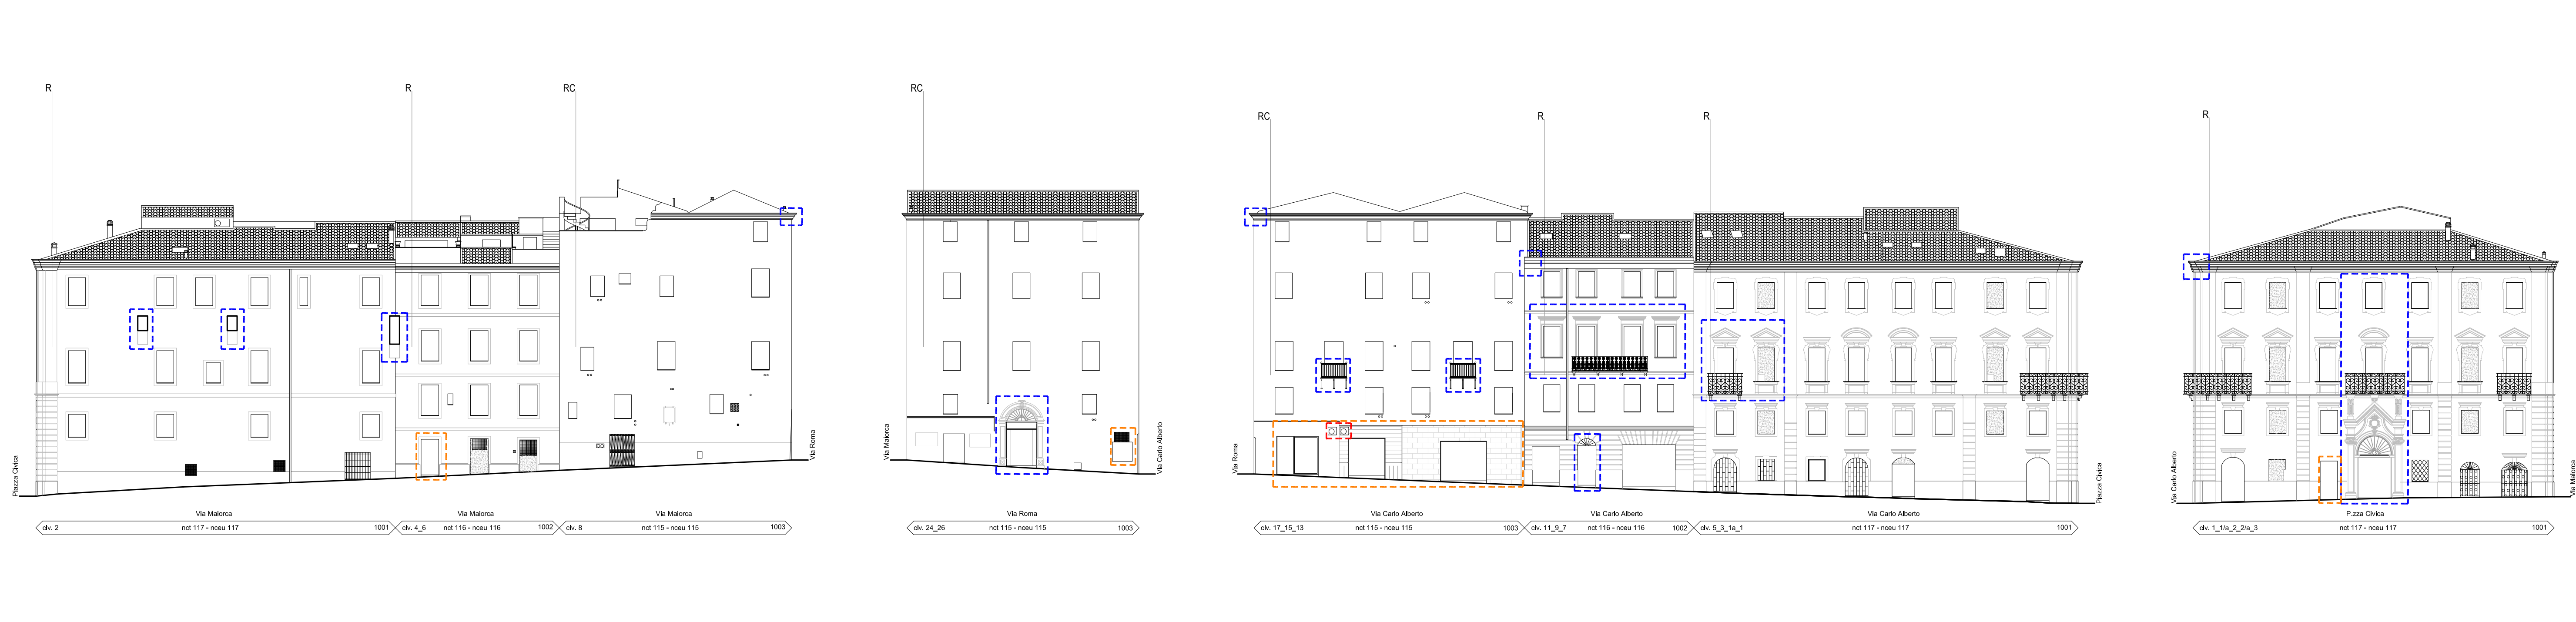 R
R
RC
RC
RC
R
R
R
Piazza Civica
Via Roma
Via Maiorca
Via Carlo Alberto
Via Roma
Piazza Civica
Via Carlo Alberto
Via Maiorca
Via Maiorca
Via Maiorca
Via Maiorca
Via Roma
Via Carlo Alberto
Via Carlo Alberto
Via Carlo Alberto
P.zza Civica
civ. 2 nct 117 - nceu 117 1001
civ. 4_6 nct 116 - nceu 116 1002
civ. 8 nct 115 - nceu 115 1003
civ. 24_26 nct 115 - nceu 115 1003
civ. 17_15_13 nct 115 - nceu 115 1003
civ. 11_9_7 nct 116 - nceu 116 1002
civ. 5_3_1a_1 nct 117 - nceu 117 1001
civ. 1_1/a_2_2/a_3 nct 117 - nceu 117 1001